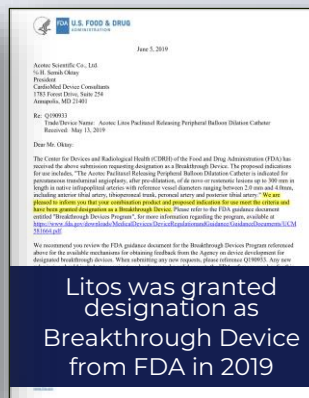 FDA U.S. FOOD & DRUG
ADMINISTRATION
June 5, 2019
Acotec Scientific Co., Ltd.
℅ H. Semih Oktay
President
CardioMed Device Consultants
1783 Forest Drive, Suite 254
Annapolis, MD 21401
Re: Q190933
Trade/Device Name: Acotec Litos Paclitaxel Releasing Peripheral Balloon Dilatation Catheter
Received: May 13, 2019
Dear Mr. Oktay:
The Center for Devices and Radiological Health (CDRH) of the Food and Drug Administration (FDA) has
received the above submission requesting designation as a Breakthrough Device. The proposed indications
for use includes, "The Acotec Paclitaxel Releasing Peripheral Balloon Dilatation Catheter is indicated for
percutaneous transluminal angioplasty, after pre-dilatation, of de novo or restenotic lesions up to 300 mm in
length in native infrapopliteal arteries with reference vessel diameters ranging between 2.0 mm and 4.0mm,
including anterior tibial artery, tibioperoneal trunk, peroneal artery and posterior tibial artery." We are
pleased to inform you that your combination product and proposed indication for use meet the criteria and
have been granted designation as a Breakthrough Device. Please refer to the FDA guidance document
entitled "Breakthrough Devices Program", for more information regarding the program, available at
https://www.fda.gov/downloads/MedicalDevices/DeviceRegulationandGuidance/GuidanceDocuments/UCM
581664.pdf.
We recommend you review the FDA guidance document for the Breakthrough Devices Program referenced
above for the available mechanisms for obtaining feedback from the Agency on device development for
designated breakthrough devices. When submitting any new requests, please reference Q190933. Any new
Litos was granted
designation as
Breakthrough Device
from FDA in 2019